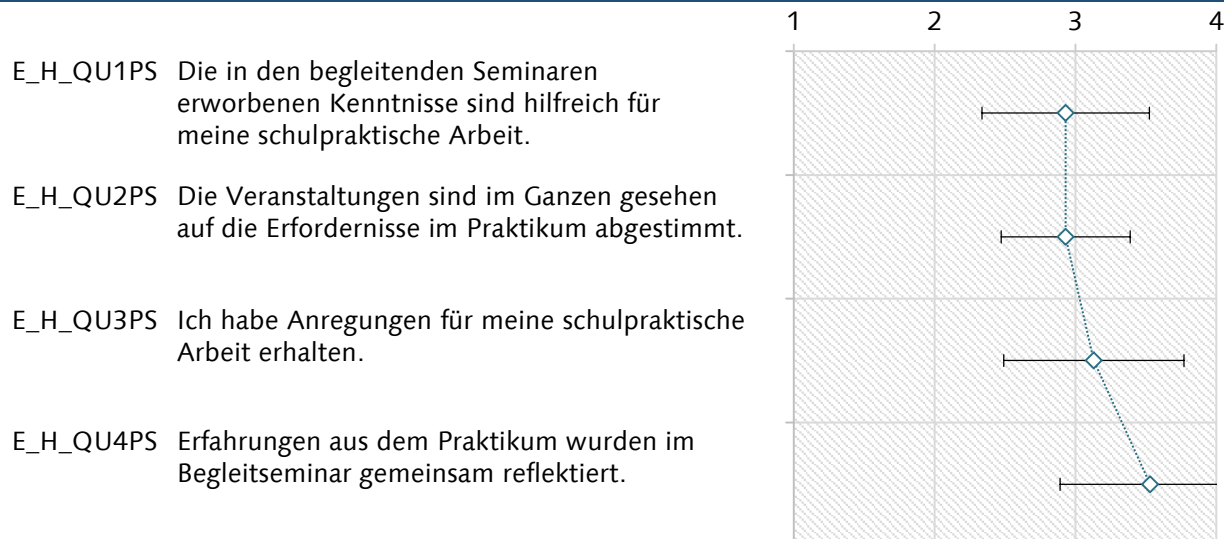 1 2 3 4
E_H_QU1PS Die in den begleitenden Seminaren
erworbenen Kenntnisse sind hilfreich für
meine schulpraktische Arbeit.
E_H_QU2PS Die Veranstaltungen sind im Ganzen gesehen
auf die Erfordernisse im Praktikum abgestimmt.
E_H_QU3PS Ich habe Anregungen für meine schulpraktische
Arbeit erhalten.
E_H_QU4PS Erfahrungen aus dem Praktikum wurden im
Begleitseminar gemeinsam reflektiert.